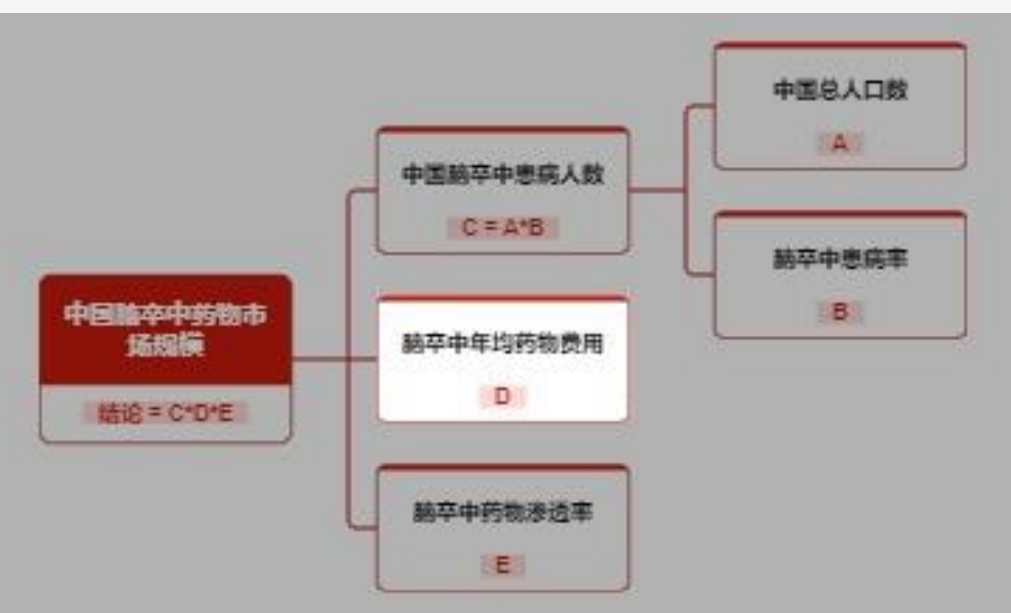 中国总人口数
A
中国脑卒中患病人数
C = A*B
脑卒中患病率
B
中国脑卒中药物市
场规模
结论 = C*D*E
脑卒中年均药物费用
D
脑卒中药物渗透率
E